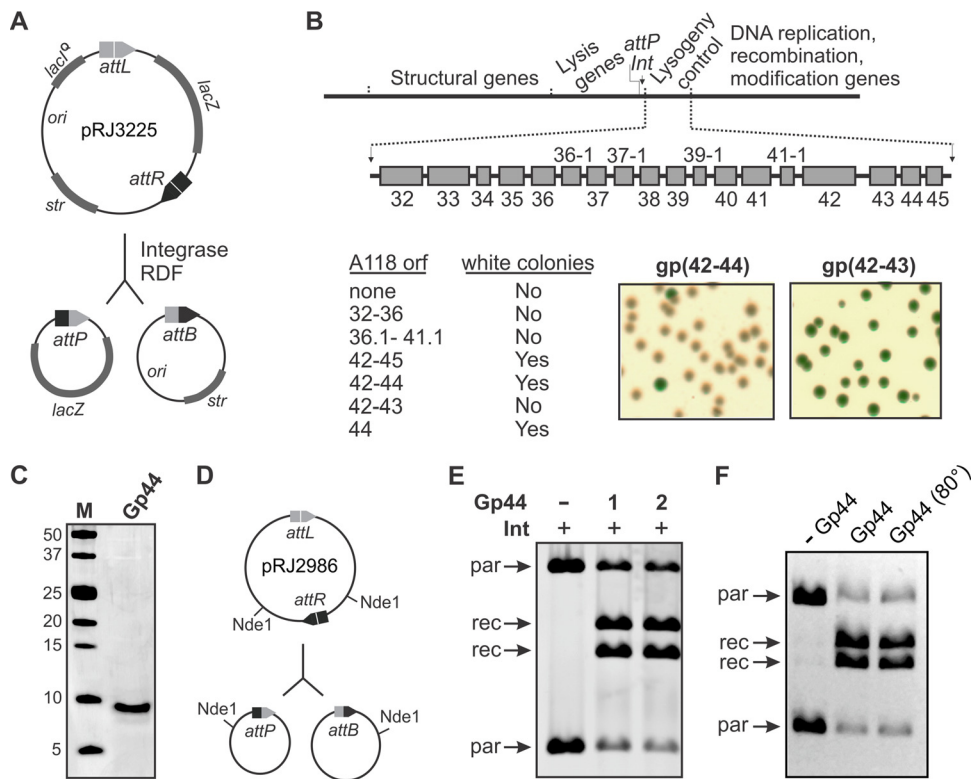 A
lacIQ
attL
lacZ
ori
pRJ3225
attR
str
Integrase
RDF
attP
attB
ori
lacZ
str
B
Structural genes
Lysis
genes
attP
Int
Lysogeny
control
DNA replication,
recombination,
modification genes
36-1 37-1 39-1 41-1
32 33 34 35 36 37 38 39 40 41 42 43 44 45
A118 orf white colonies
none No
32-36 No
36.1- 41.1 No
42-45 Yes
42-44 Yes
42-43 No
44 Yes
gp(42-44) gp(42-43)
C
M Gp44
50
37
25
20
15
10
5
D
attL
pRJ2986
attR
Nde1 Nde1
Nde1 Nde1
attP attB
E
Gp44 – 1 2
Int + + +
par
rec
rec
par
F
- Gp44
Gp44
Gp44 (80°)
par
rec
rec
par